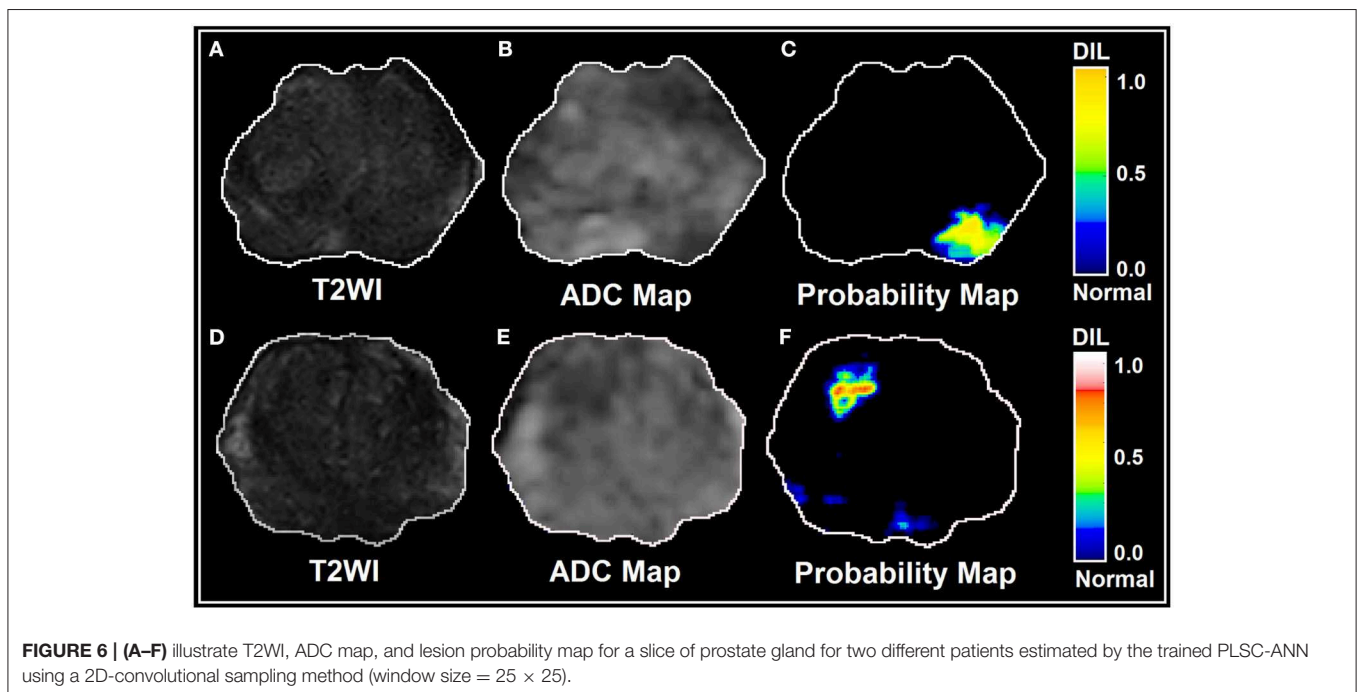 A
B
C
DIL
1.0
0.5
0.0
Normal
T2WI
ADC Map
Probability Map
D
E
F
DIL
1.0
0.5
0.0
Normal
T2WI
ADC Map
Probability Map
FIGURE 6 | (A–F) illustrate T2WI, ADC map, and lesion probability map for a slice of prostate gland for two different patients estimated by the trained PLSC-ANN
using a 2D-convolutional sampling method (window size = 25 × 25).